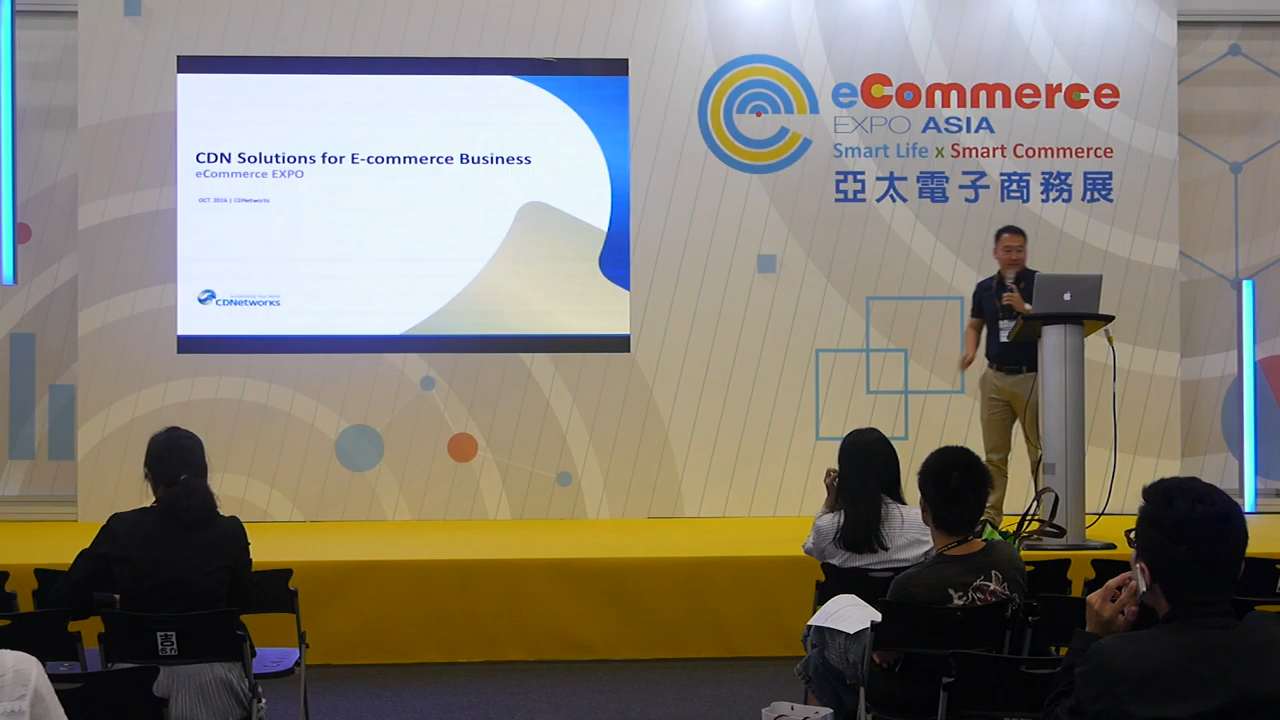 CDN Solutions for E-commerce Business
eCommerce EXPO
OCT 2016 | CDNetworks
CDNetworks
eCommerce
EXPO ASIA
Smart Life x Smart Commerce
亞太電子商務展
吉